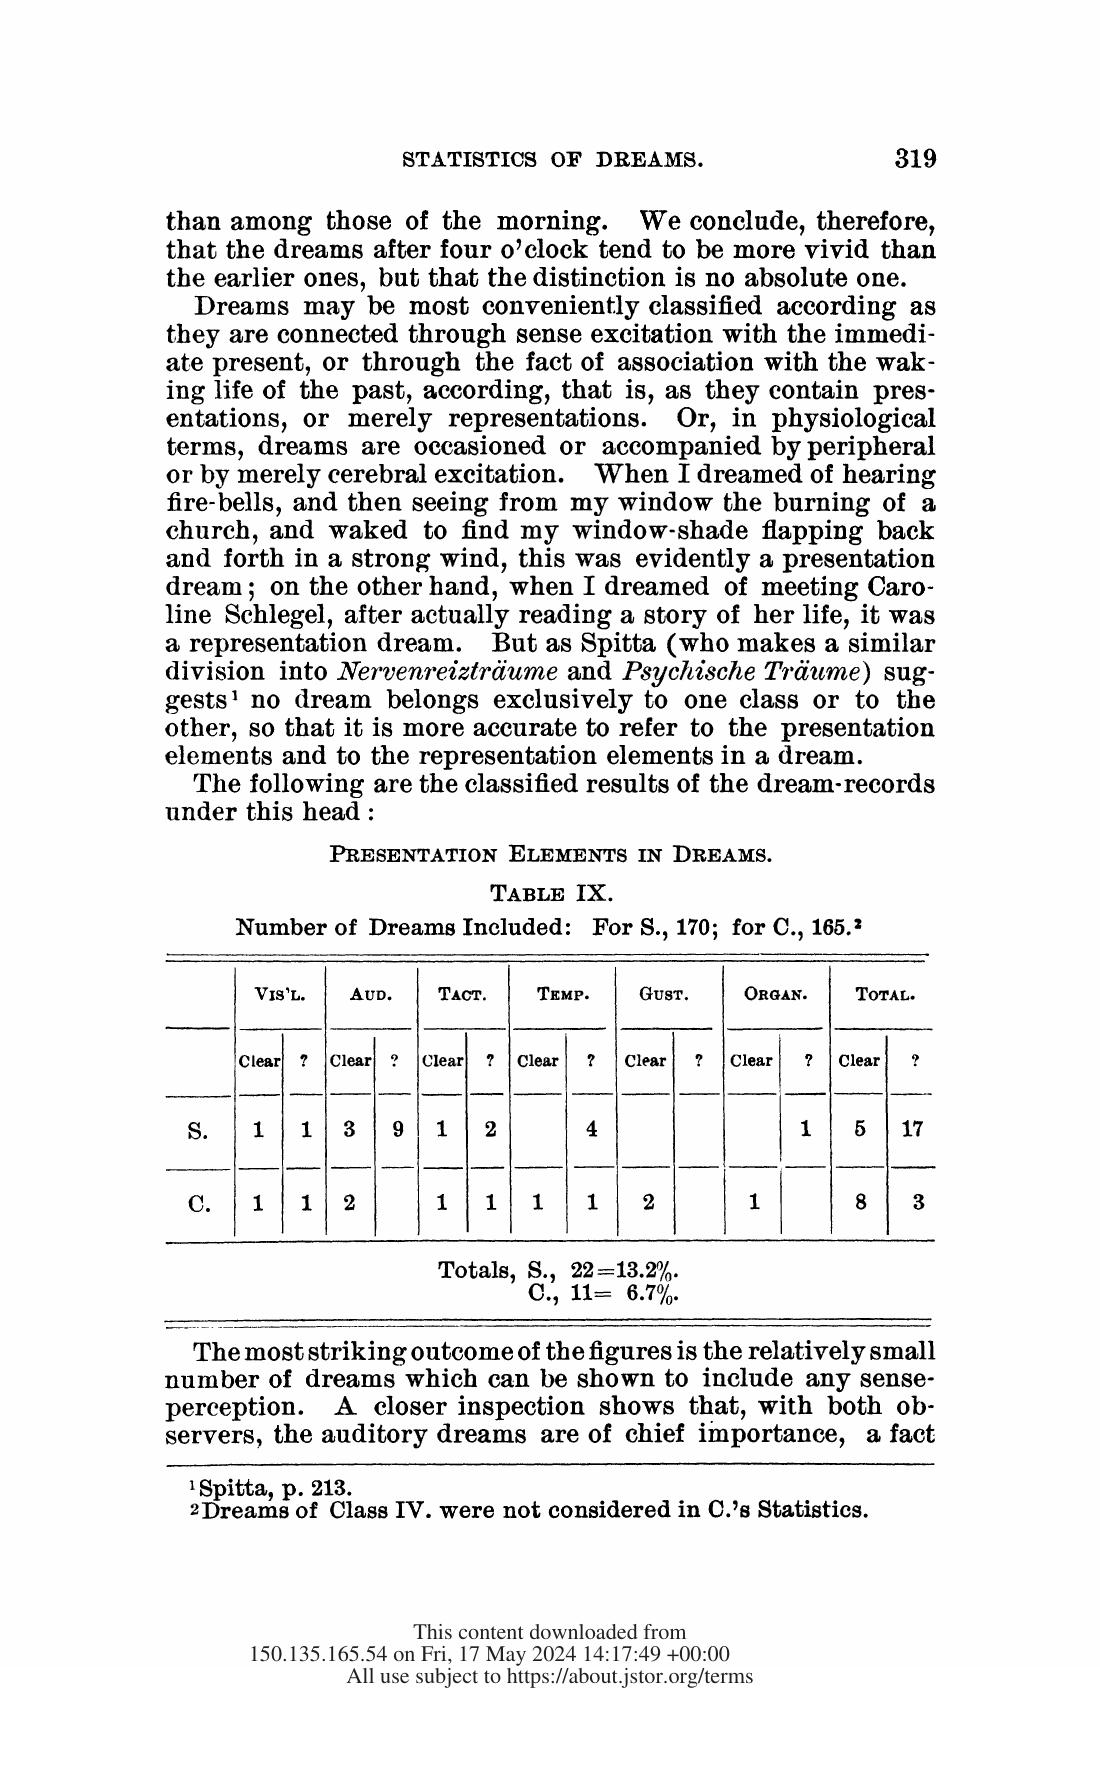 STATISTICS OF DREAMS. 319
than among those of the morning. We conclude, therefore,
that the dreams after four o'clock tend to be more vivid than
the earlier ones, but that the distinction is no absolute one.
Dreams may be most conveniently classified according as
they are connected through sense excitation with the immedi-
ate present, or through the fact of association with the wak-
ing life of the past, according, that is, as they contain pres-
entations, or merely representations. Or, in physiological
terms, dreams are occasioned or accompanied by peripheral
or by merely cerebral excitation. When I dreamed of hearing
fire-bells, and then seeing from my window the burning of a
church, and waked to find my window-shade flapping back
and forth in a strong wind, this was evidently a presentation
dream; on the other hand, when I dreamed of meeting Caro-
line Schlegel, after actually reading a story of her life, it was
a representation dream. But as Spitta (who makes a similar
division into Nervenreizträume and Psychische Träume) sug-
gests¹ no dream belongs exclusively to one class or to the
other, so that it is more accurate to refer to the presentation
elements and to the representation elements in a dream.
The following are the classified results of the dream-records
under this head:
PRESENTATION ELEMENTS IN DREAMS.
TABLE IX.
Number of Dreams Included: For S., 170; for C., 165.²
VIS'L. AUD. TACT. TEMP. GUST. ORGAN. TOTAL.
Clear ? Clear ? Clear ? Clear ? Clear ? Clear ? Clear ?
S. 1 1 3 9 1 2 4 1 5 17
C. 1 1 2 1 1 1 1 2 1 8 3
Totals, S., 22=13.2%.
C., 11= 6.7%.
The most striking outcome of the figures is the relatively small
number of dreams which can be shown to include any sense-
perception. A closer inspection shows that, with both ob-
servers, the auditory dreams are of chief importance, a fact
¹Spitta, p. 213.
²Dreams of Class IV. were not considered in C.'s Statistics.
This content downloaded from
150.135.165.54 on Fri, 17 May 2024 14:17:49 +00:00
All use subject to https://about.jstor.org/terms